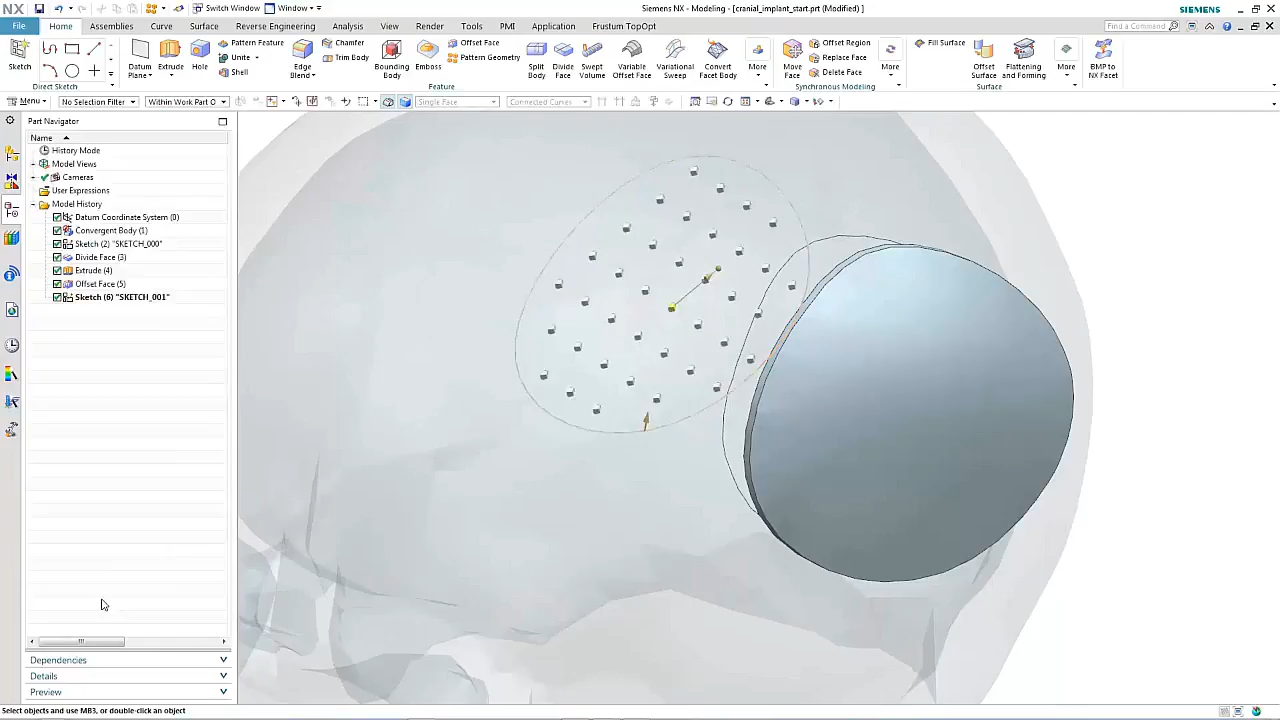 NX
Switch Window
Window
Siemens NX - Modeling - [cranial_implant_start.prt (Modified) ]
SIEMENS
File
Home
Assemblies
Curve
Surface
Reverse Engineering
Analysis
View
Render
Tools
PMI
Application
Frustum TopOpt
Find a Command
Sketch
Direct Sketch
Datum Plane
Extrude
Hole
Pattern Feature
Unite
Shell
Edge Blend
Chamfer
Trim Body
Bounding Body
Emboss
Offset Face
Pattern Geometry
Split Body
Divide Face
Swept Volume
Variable Offset Face
Variational Sweep
Convert Facet Body
More
Feature
Move Face
Offset Region
Replace Face
Delete Face
More
Synchronous Modeling
Fill Surface
Offset Surface
Flattening and Forming
More
Surface
BMP to NX Facet
Menu
No Selection Filter
Within Work Part O
Single Face
Connected Curves
Part Navigator
Name
History Mode
Model Views
Cameras
User Expressions
Model History
Datum Coordinate System (0)
Convergent Body (1)
Sketch (2) "SKETCH_000"
Divide Face (3)
Extrude (4)
Offset Face (5)
Sketch (6) "SKETCH_001"
Dependencies
Details
Preview
Select objects and use MB3, or double-click an object